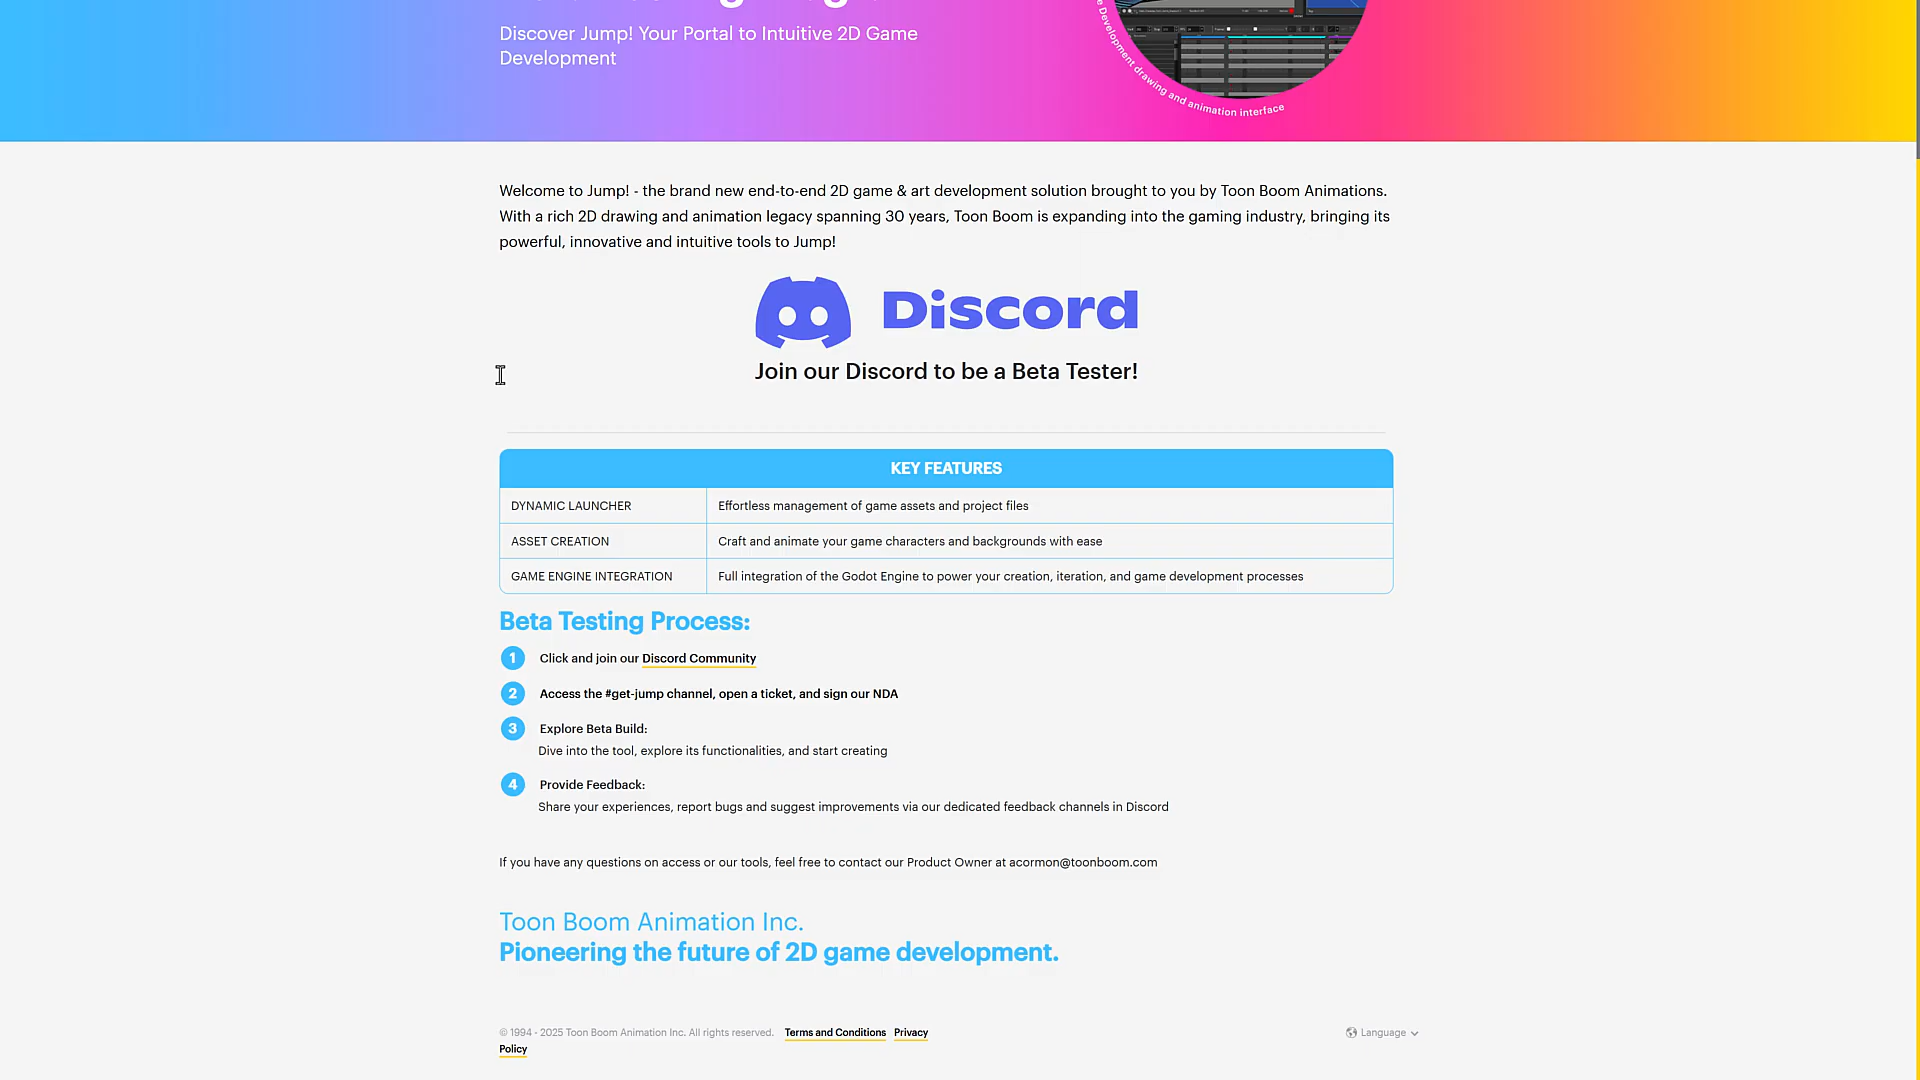 Discover Jump! Your Portal to Intuitive 2D Game
Development
Development drawing and animation interface
Welcome to Jump! - the brand new end-to-end 2D game & art development solution brought to you by Toon Boom Animations.
With a rich 2D drawing and animation legacy spanning 30 years, Toon Boom is expanding into the gaming industry, bringing its
powerful, innovative and intuitive tools to Jump!
Discord
Join our Discord to be a Beta Tester!
KEY FEATURES
DYNAMIC LAUNCHER Effortless management of game assets and project files
ASSET CREATION Craft and animate your game characters and backgrounds with ease
GAME ENGINE INTEGRATION Full integration of the Godot Engine to power your creation, iteration, and game development processes
Beta Testing Process:
1 Click and join our Discord Community
2 Access the #get-jump channel, open a ticket, and sign our NDA
3 Explore Beta Build:
Dive into the tool, explore its functionalities, and start creating
4 Provide Feedback:
Share your experiences, report bugs and suggest improvements via our dedicated feedback channels in Discord
If you have any questions on access or our tools, feel free to contact our Product Owner at acormon@toonboom.com
Toon Boom Animation Inc.
Pioneering the future of 2D game development.
© 1994 - 2025 Toon Boom Animation Inc. All rights reserved. Terms and Conditions Privacy
Policy
Language